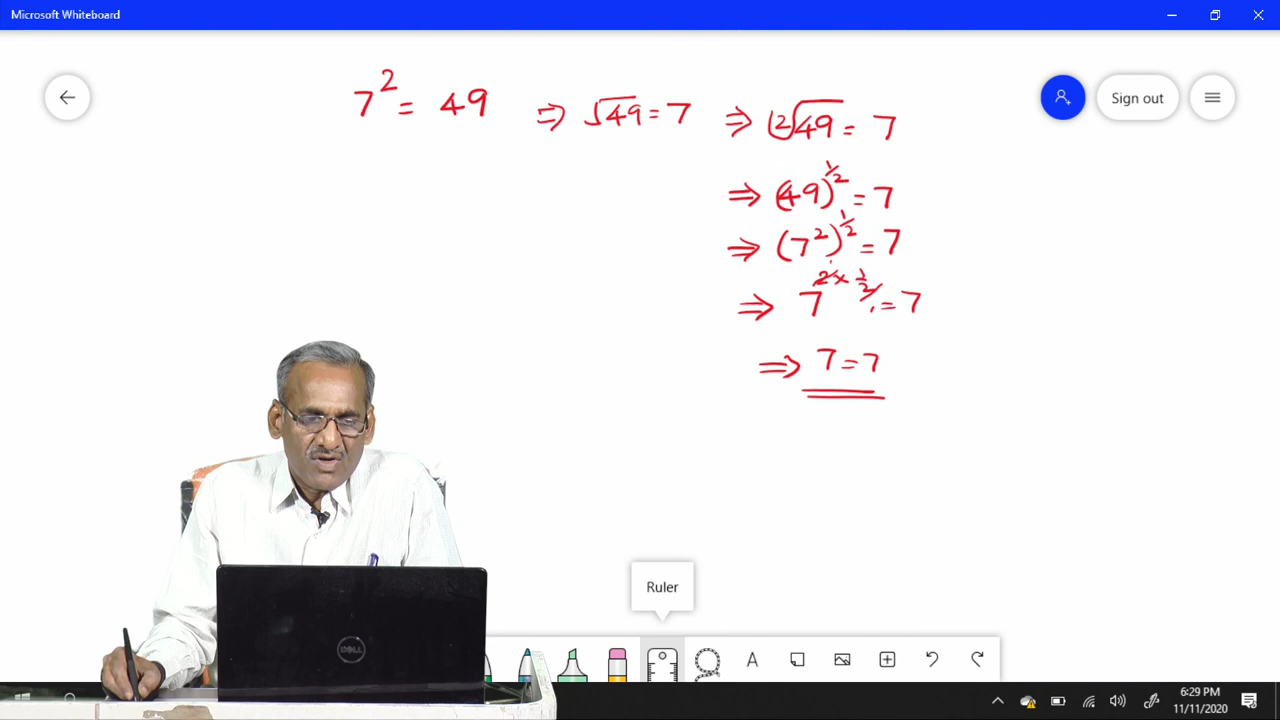 Microsoft Whiteboard
Sign out
7² = 49 ⇒ √49 = 7 ⇒ ²√49 = 7
⇒ (49)^1/2 = 7
⇒ (7²)^1/2 = 7
⇒ 7^2×1/2 = 7
⇒ 7 = 7
Ruler
DELL
A
6:29 PM
11/11/2020